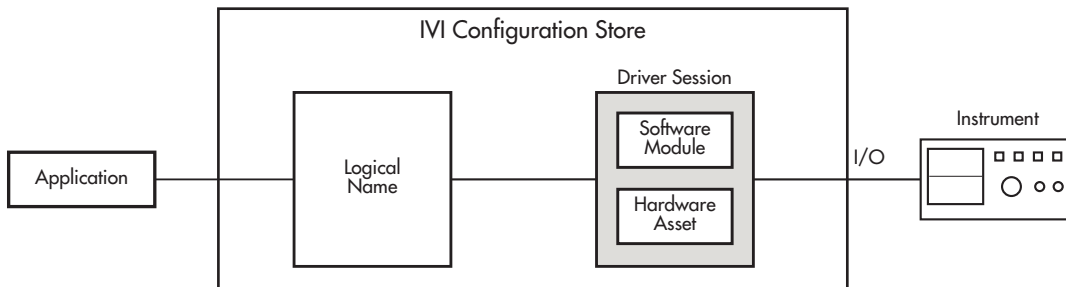 IVI Configuration Store
Driver Session
Software
Module
Instrument
I/O
Application
Logical
Name
Hardware
Asset